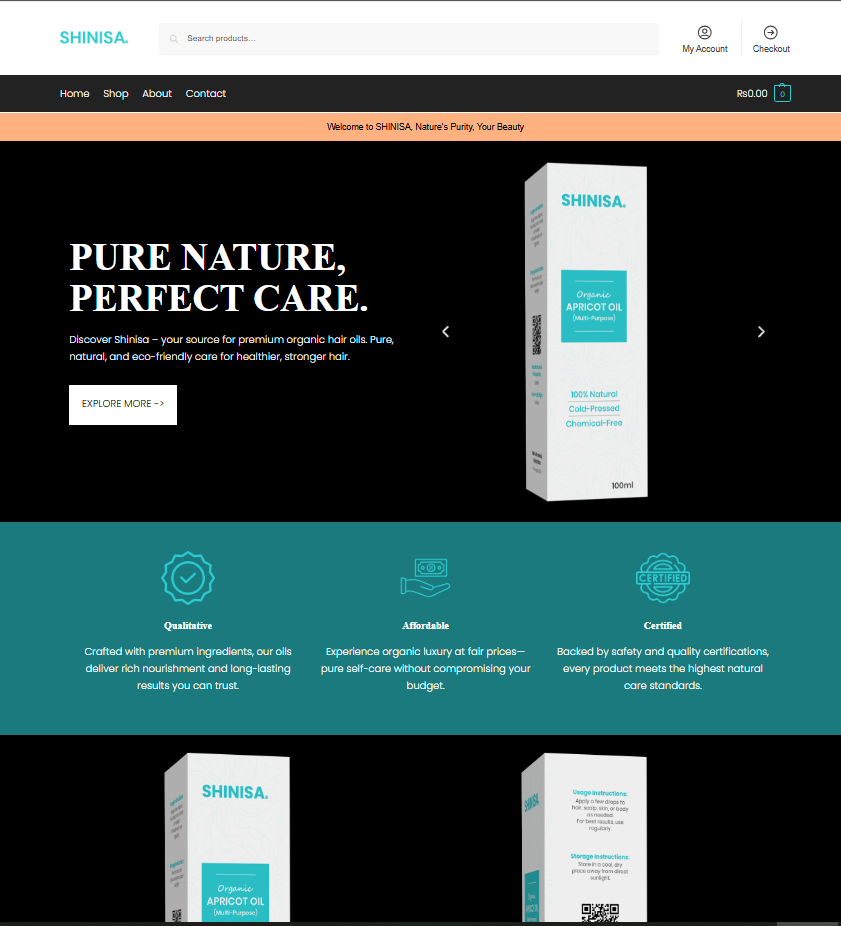 SHINISA.
Search products...
My Account
Checkout
Home
Shop
About
Contact
₨0.00
0
Welcome to SHINISA, Nature's Purity, Your Beauty
PURE NATURE,
PERFECT CARE.
Discover Shinisa – your source for premium organic hair oils. Pure,
natural, and eco-friendly care for healthier, stronger hair.
EXPLORE MORE ->
SHINISA.
Organic
APRICOT OIL
(Multi-Purpose)
100% Natural
Cold-Pressed
Chemical-Free
100ml
CERTIFIED
Qualitative
Affordable
Certified
Crafted with premium ingredients, our oils
deliver rich nourishment and long-lasting
results you can trust.
Experience organic luxury at fair prices—
pure self-care without compromising your
budget.
Backed by safety and quality certifications,
every product meets the highest natural
care standards.
SHINISA.
Organic
APRICOT OIL
(Multi-Purpose)
SHINISA.
Usage Instructions:
Apply a few drops to
hair, scalp, skin, or body
as needed.
For best results, use
regularly.
Storage Instructions:
Store in a cool, dry
place away from direct
sunlight.